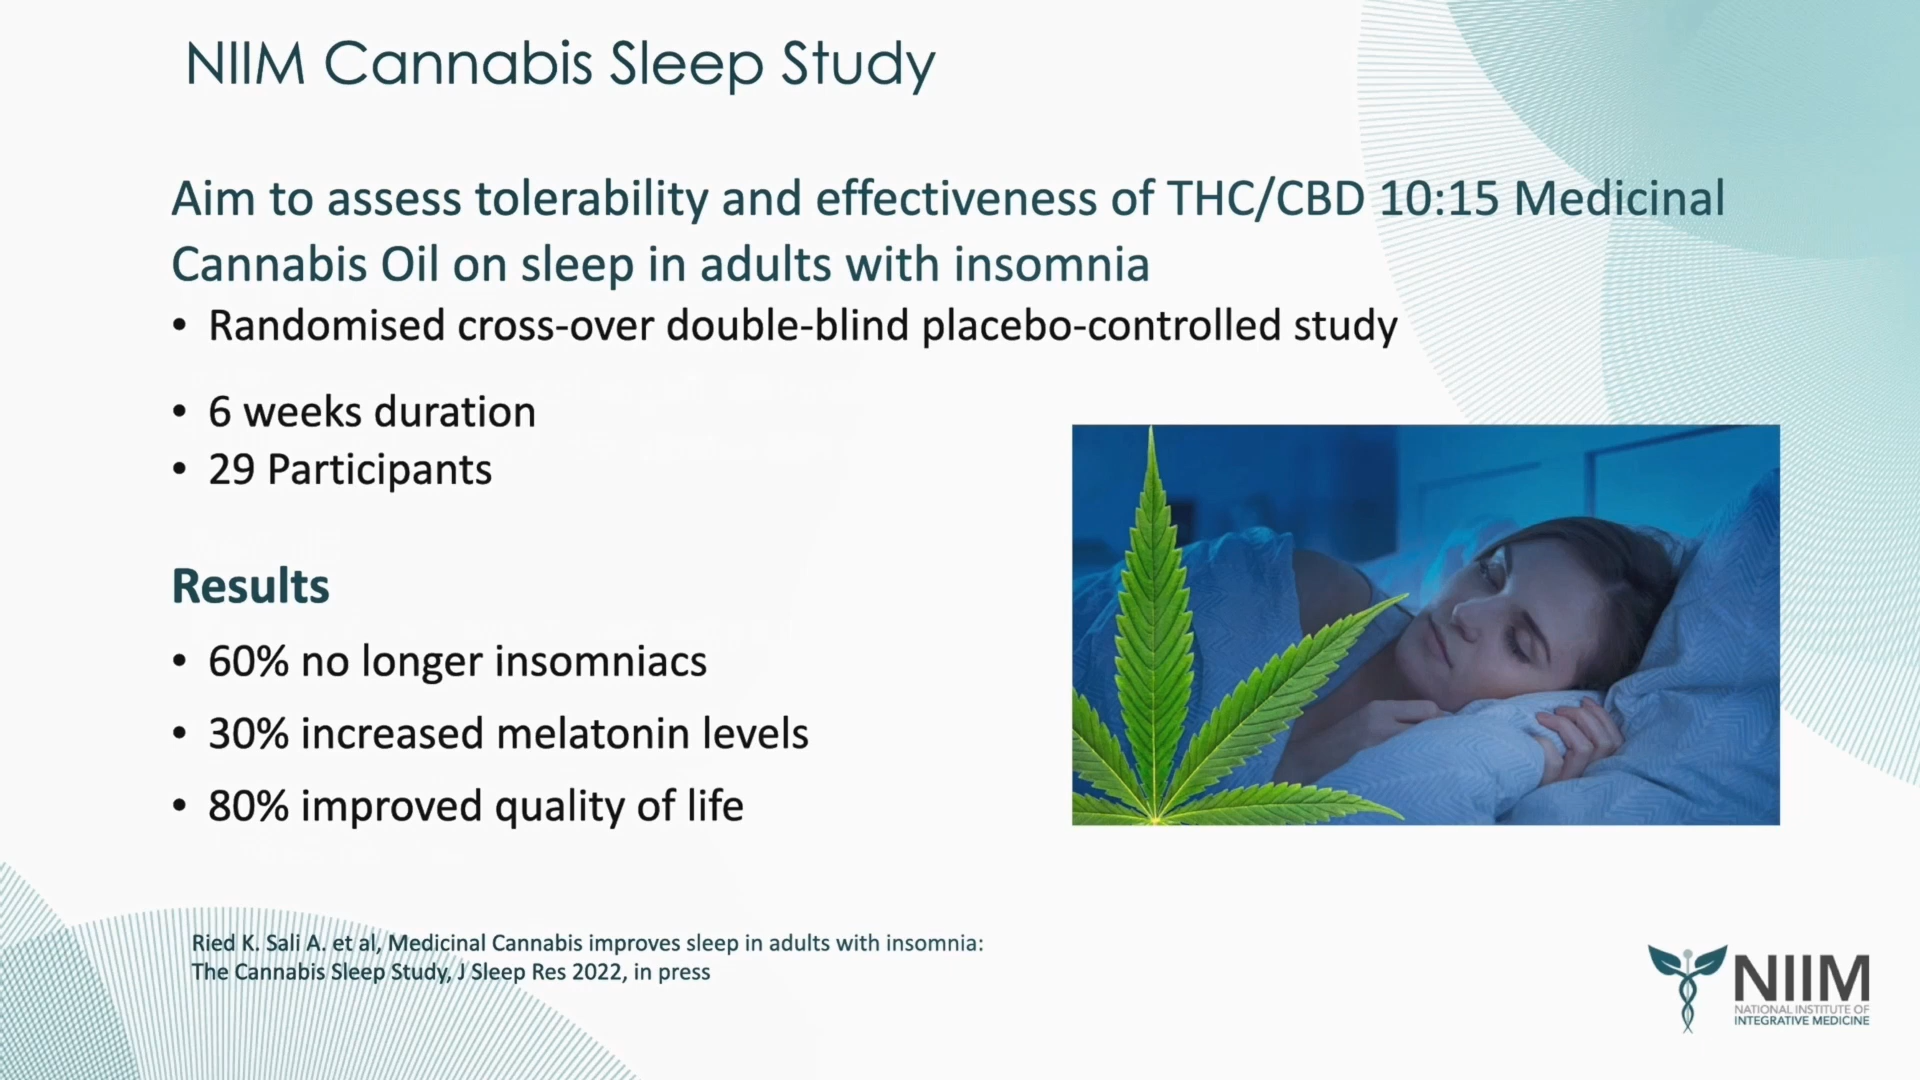 NIIM Cannabis Sleep Study
Aim to assess tolerability and effectiveness of THC/CBD 10:15 Medicinal
Cannabis Oil on sleep in adults with insomnia
• Randomised cross-over double-blind placebo-controlled study
• 6 weeks duration
• 29 Participants
Results
• 60% no longer insomniacs
• 30% increased melatonin levels
• 80% improved quality of life
Ried K. Sali A. et al, Medicinal Cannabis improves sleep in adults with insomnia:
The Cannabis Sleep Study, J Sleep Res 2022, in press
NIIM
NATIONAL INSTITUTE OF
INTEGRATIVE MEDICINE